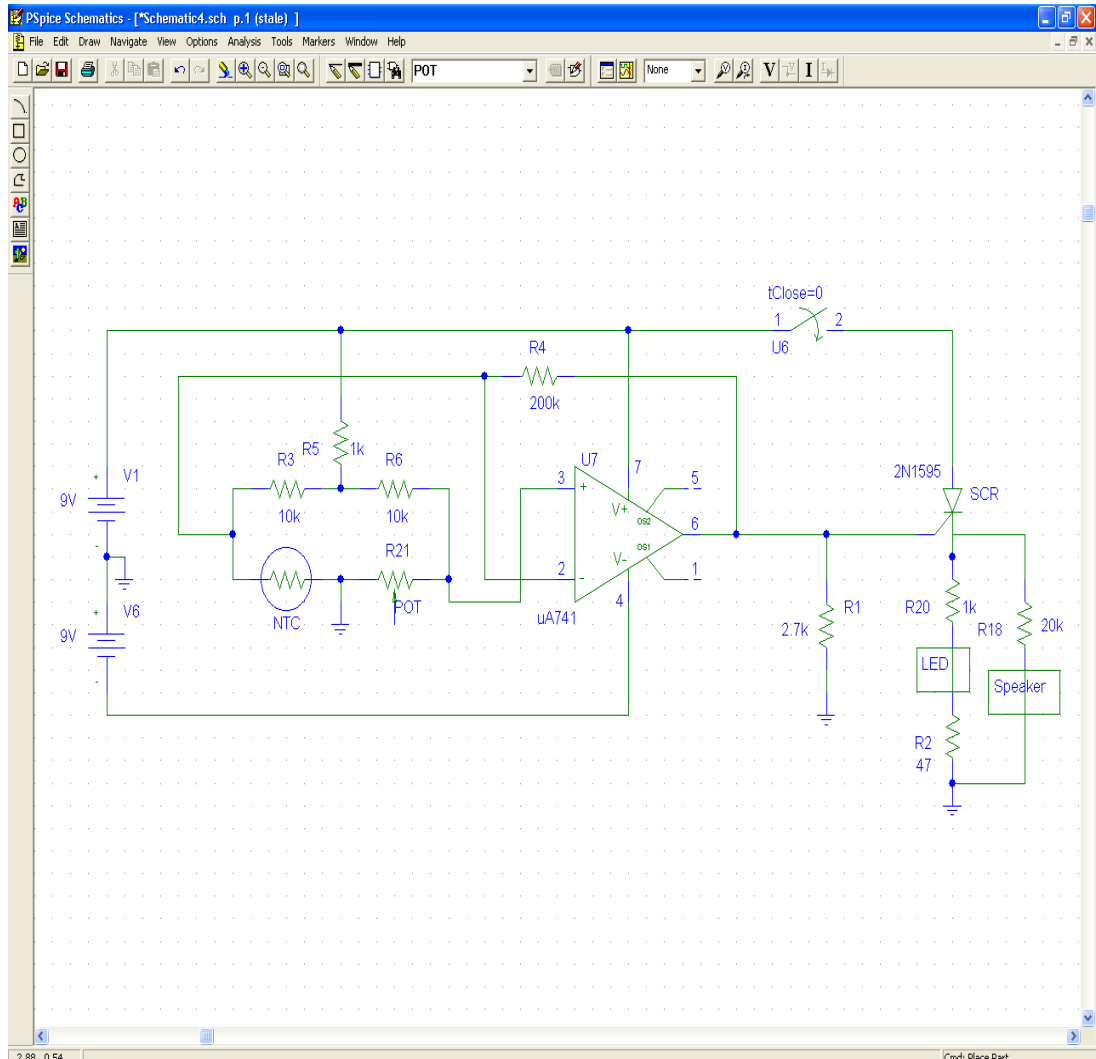 PSpice Schematics - [*Schematic4.sch p.1 (stale) ]
File Edit Draw Navigate View Options Analysis Tools Markers Window Help
POT
None
V
I
ABC
tClose=0
1 2
U6
R4
200k
R5 1k
R3 R6
10k 10k
U7
7
3 +
5
V+
OS2
6
OS1
V-
2 -
1
4
uA741
R21
POT
NTC
+ V1
9V
-
+ V6
9V
-
2N1595
SCR
R1
2.7k
R20 1k
R18 20k
LED
Speaker
R2
47
2.88, 0.54
Cmd: Place Part